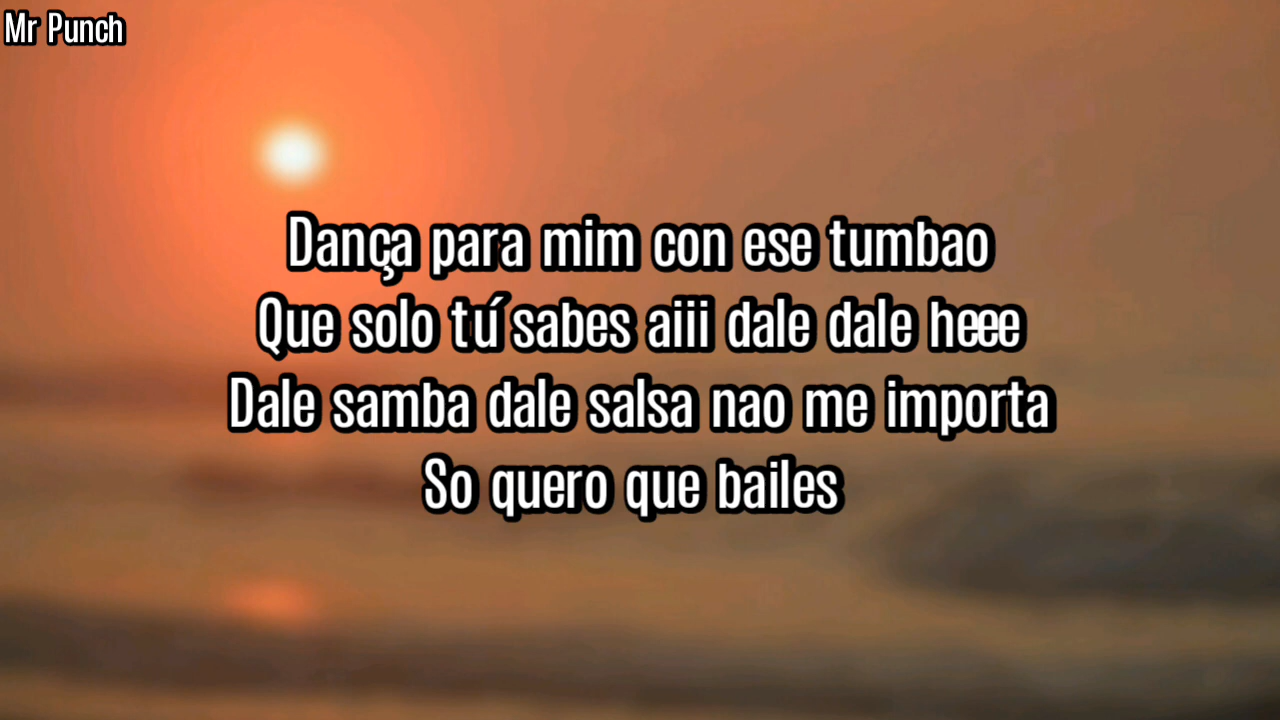 Mr Punch
Dança para mim con ese tumbao
Que solo tú sabes aiii dale dale heee
Dale samba dale salsa nao me importa
So quero que bailes